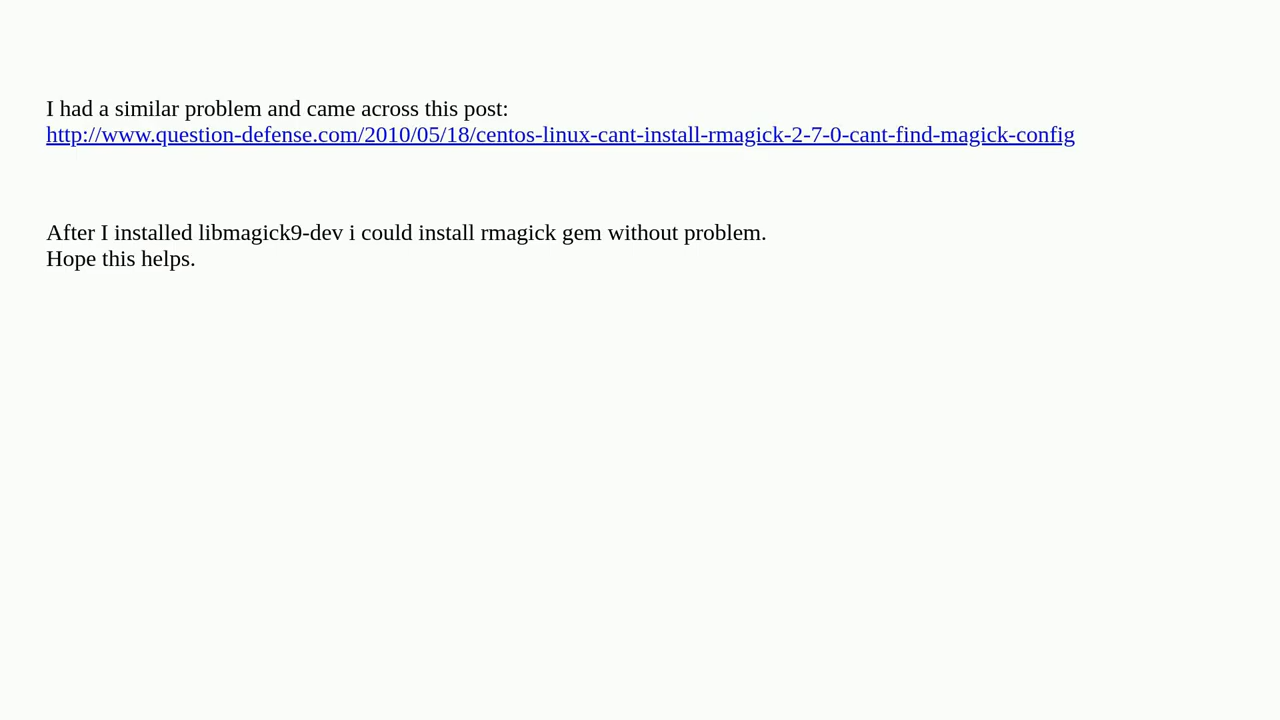 I had a similar problem and came across this post:
http://www.question-defense.com/2010/05/18/centos-linux-cant-install-rmagick-2-7-0-cant-find-magick-config
After I installed libmagick9-dev i could install rmagick gem without problem.
Hope this helps.